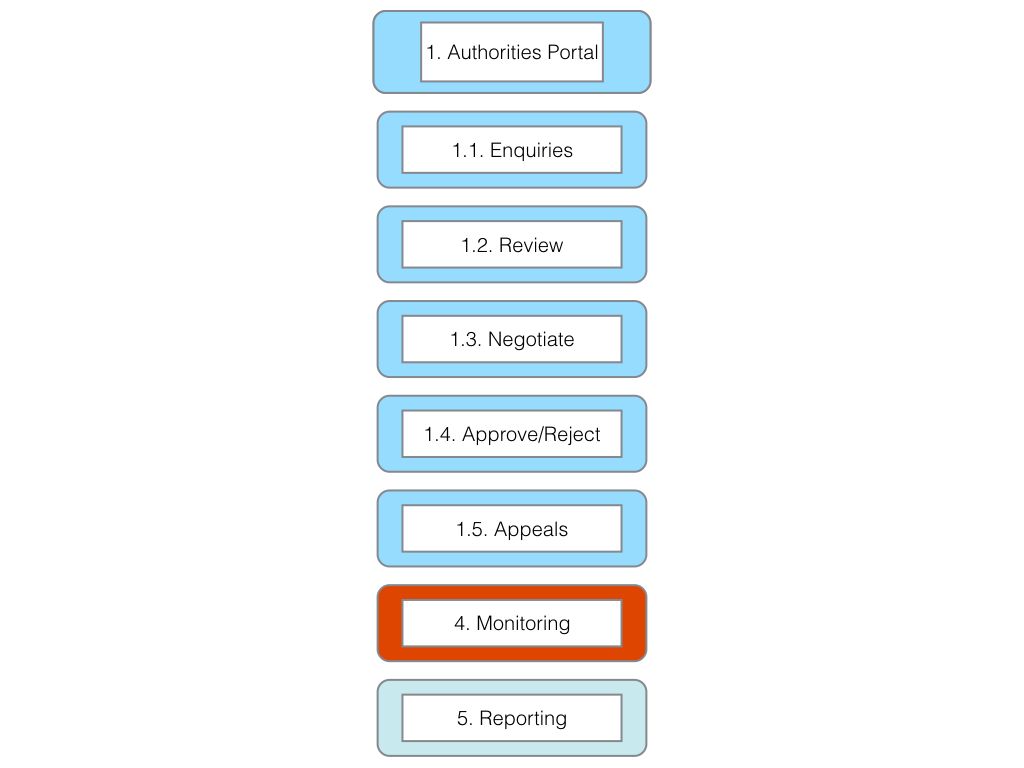 1. Authorities Portal
1.1. Enquiries
1.2. Review
1.3. Negotiate
1.4. Approve/Reject
1.5. Appeals
4. Monitoring
5. Reporting